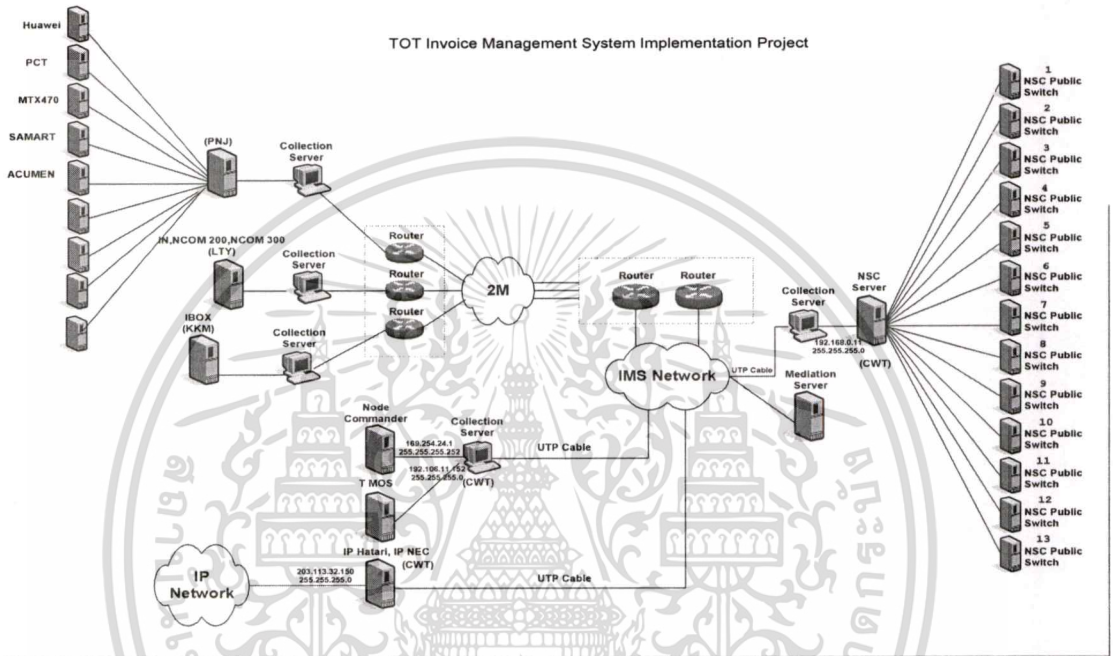 TOT Invoice Management System Implementation Project
Huawei
PCT
MTX470
SAMART
ACUMEN
(PNJ)
Collection
Server
IN,NCOM 200,NCOM 300
(LTY)
Collection
Server
IBOX
(KKM)
Collection
Server
Router
Router
Router
2M
Router
Router
IMS Network
UTP Cable
Collection
Server
192.168.0.11
255.255.255.0
NSC
Server
(CWT)
Mediation
Server
Node
Commander
169.254.24.1
255.255.255.252
192.106.11.152
255.255.255.0
Collection
Server
(CWT)
UTP Cable
T MOS
IP Hatari, IP NEC
(CWT)
203.113.32.150
255.255.255.0
IP
Network
UTP Cable
1
NSC Public
Switch
2
NSC Public
Switch
3
NSC Public
Switch
4
NSC Public
Switch
5
NSC Public
Switch
6
NSC Public
Switch
7
NSC Public
Switch
8
NSC Public
Switch
9
NSC Public
Switch
10
NSC Public
Switch
11
NSC Public
Switch
12
NSC Public
Switch
13
NSC Public
Switch